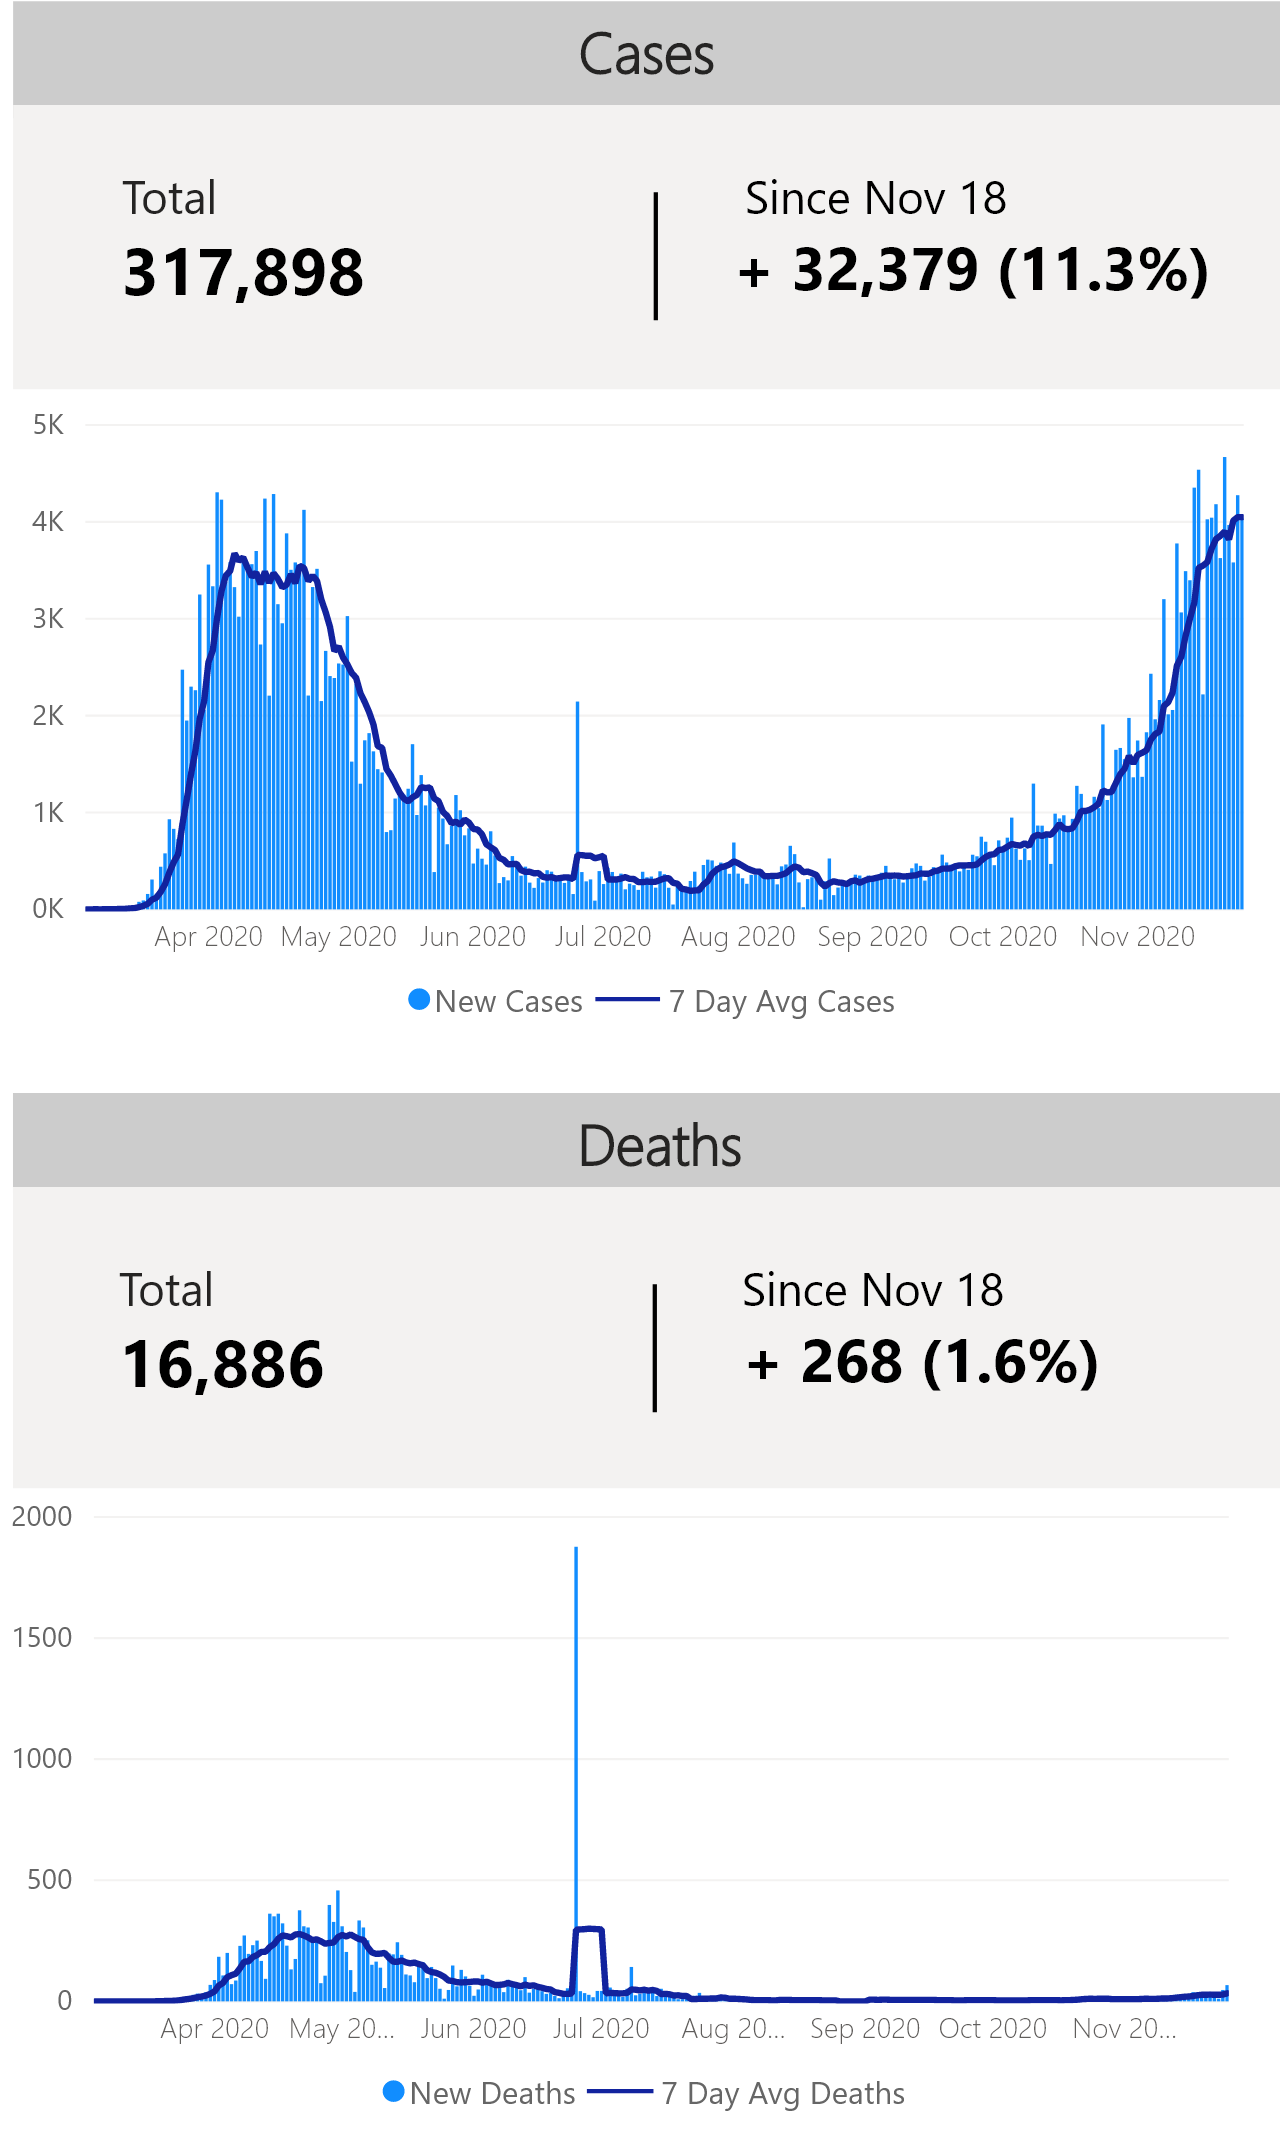 Cases
Total
Since Nov 18
317,898
+ 32,379 (11.3%)
5K
4K
3K
2K
1K
0K
Apr 2020 May 2020 Jun 2020 Jul 2020 Aug 2020 Sep 2020 Oct 2020 Nov 2020
New Cases 7 Day Avg Cases
Deaths
Total
Since Nov 18
16,886
+ 268 (1.6%)
2000
1500
1000
500
0
Apr 2020 May 20... Jun 2020 Jul 2020 Aug 20... Sep 2020 Oct 2020 Nov 20...
New Deaths 7 Day Avg Deaths